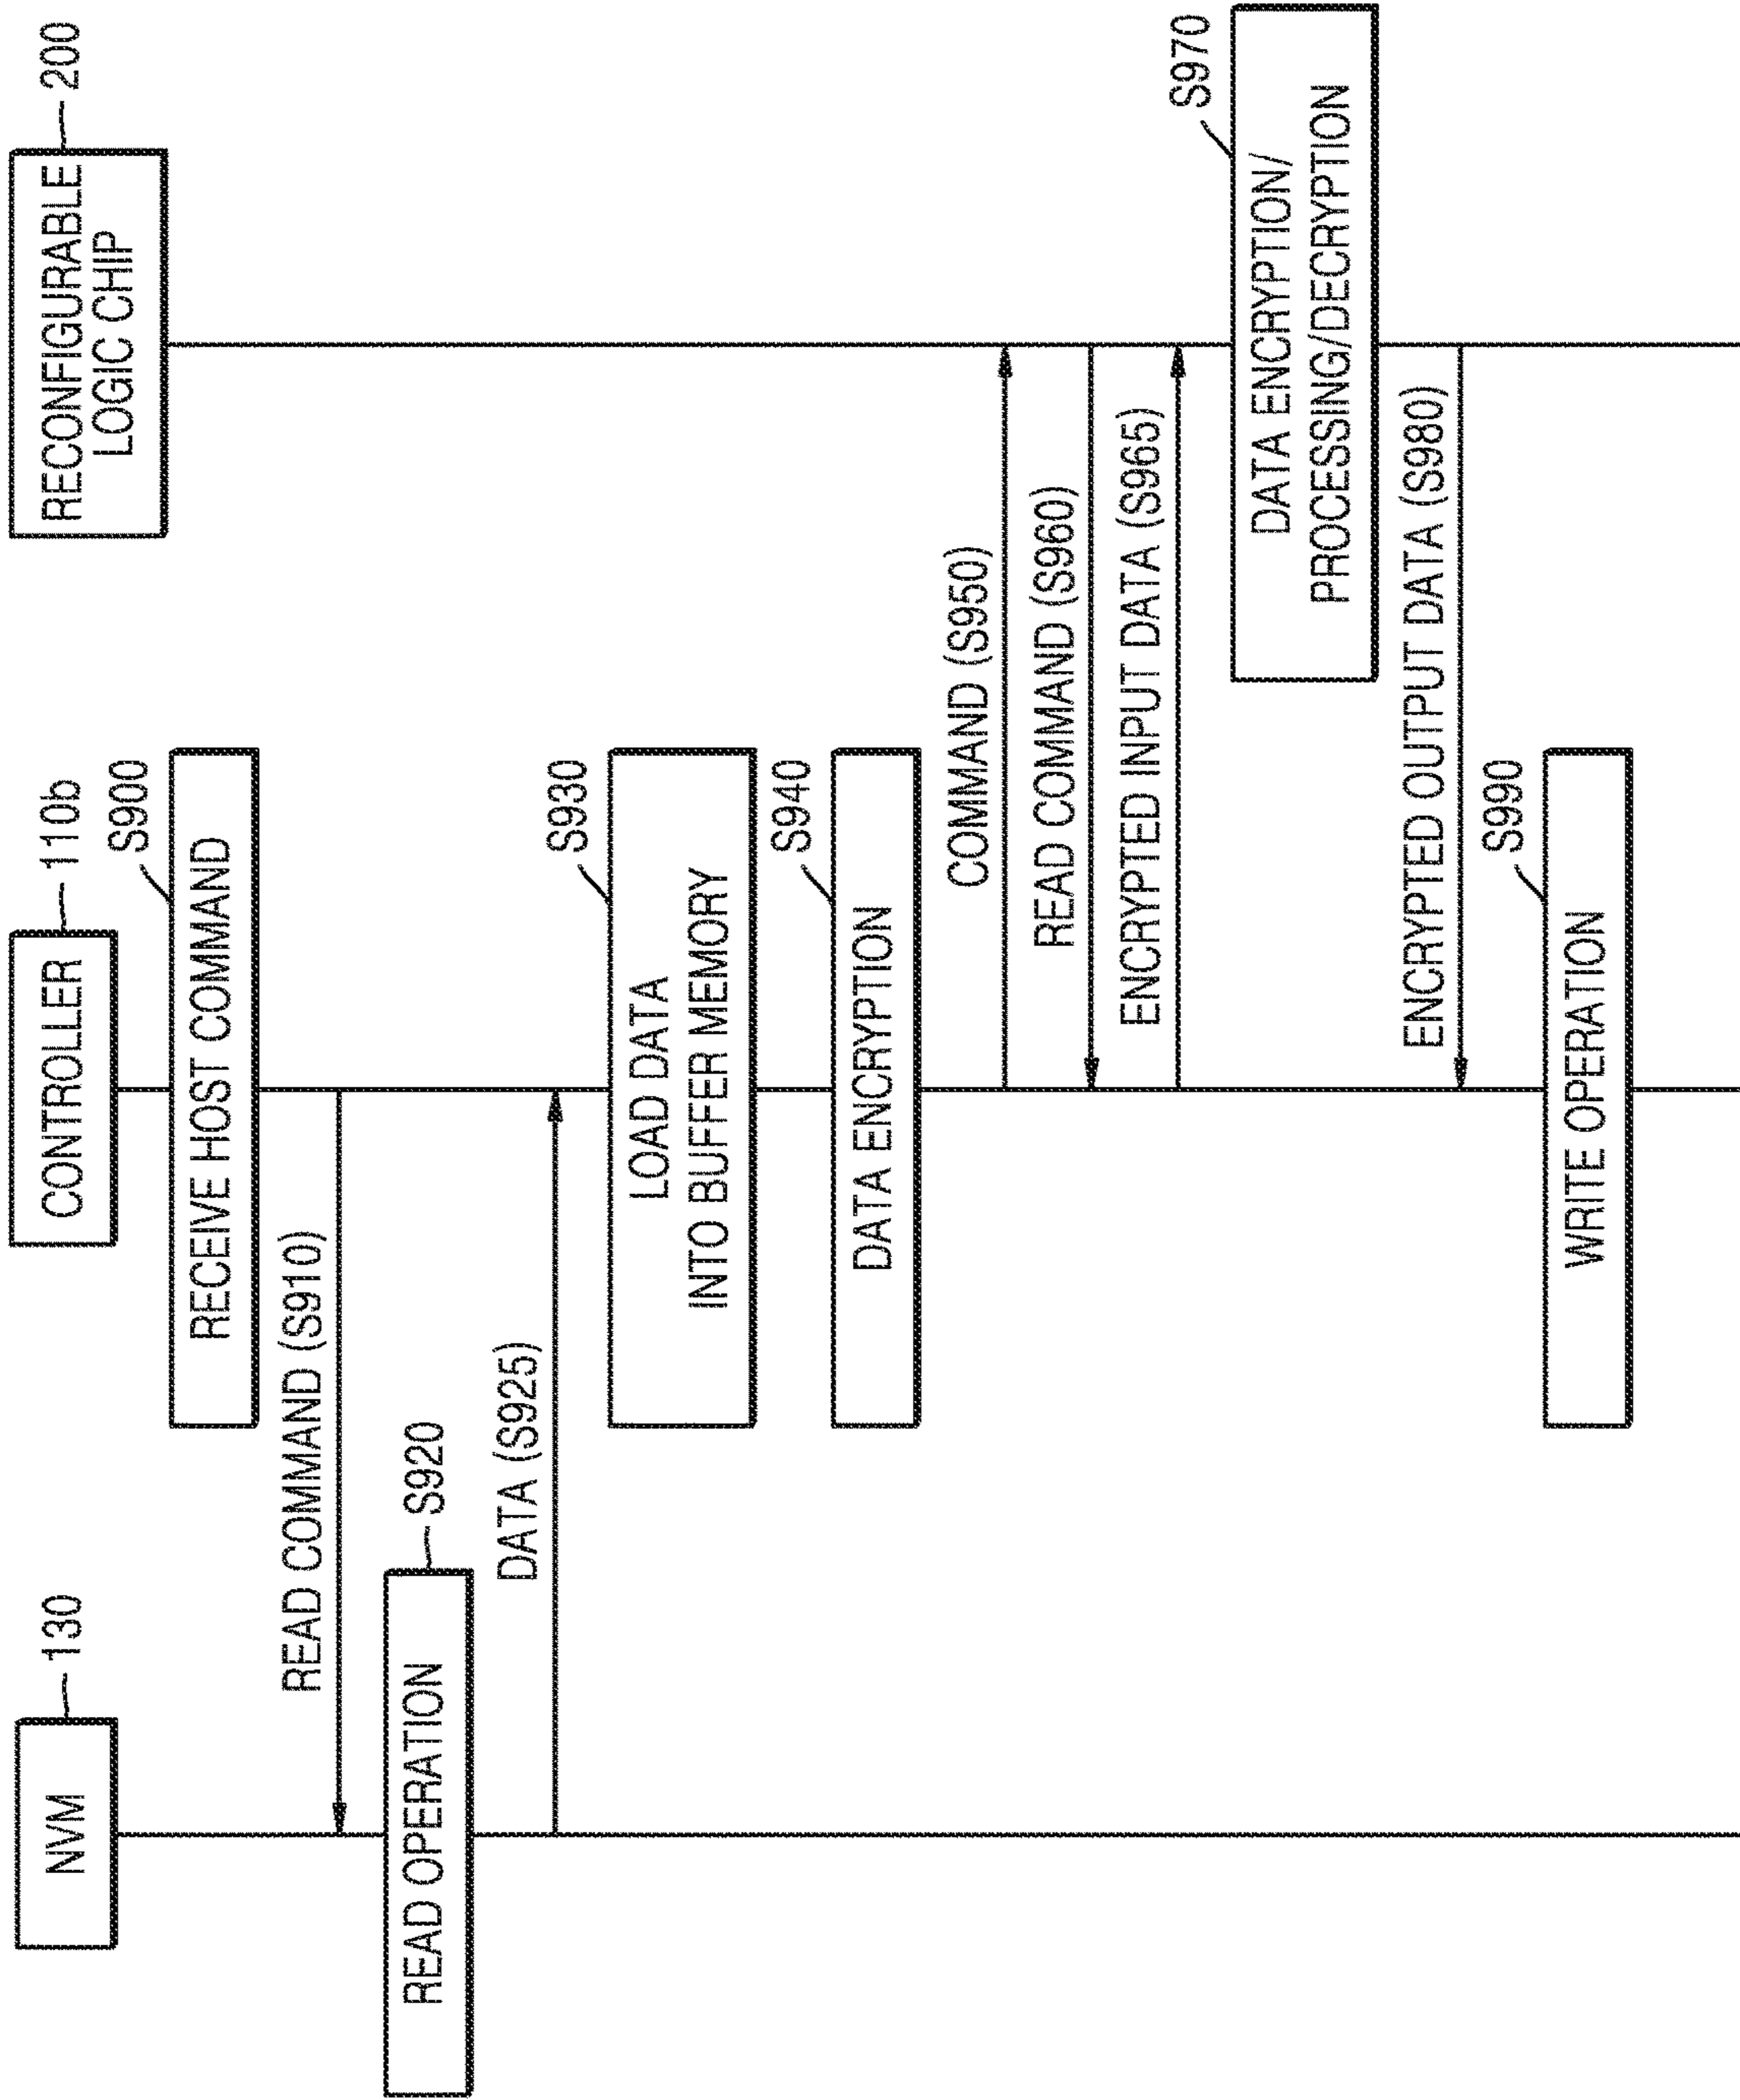 NVM
130
CONTROLLER
110b
RECONFIGURABLE
LOGIC CHIP
200
S900
RECEIVE HOST COMMAND
READ COMMAND (S910)
READ OPERATION
S920
DATA (S925)
S930
LOAD DATA
INTO BUFFER MEMORY
S940
DATA ENCRYPTION
COMMAND (S950)
READ COMMAND (S960)
ENCRYPTED INPUT DATA (S965)
S970
DATA ENCRYPTION/
PROCESSING/DECRYPTION
ENCRYPTED OUTPUT DATA (S980)
S990
WRITE OPERATION